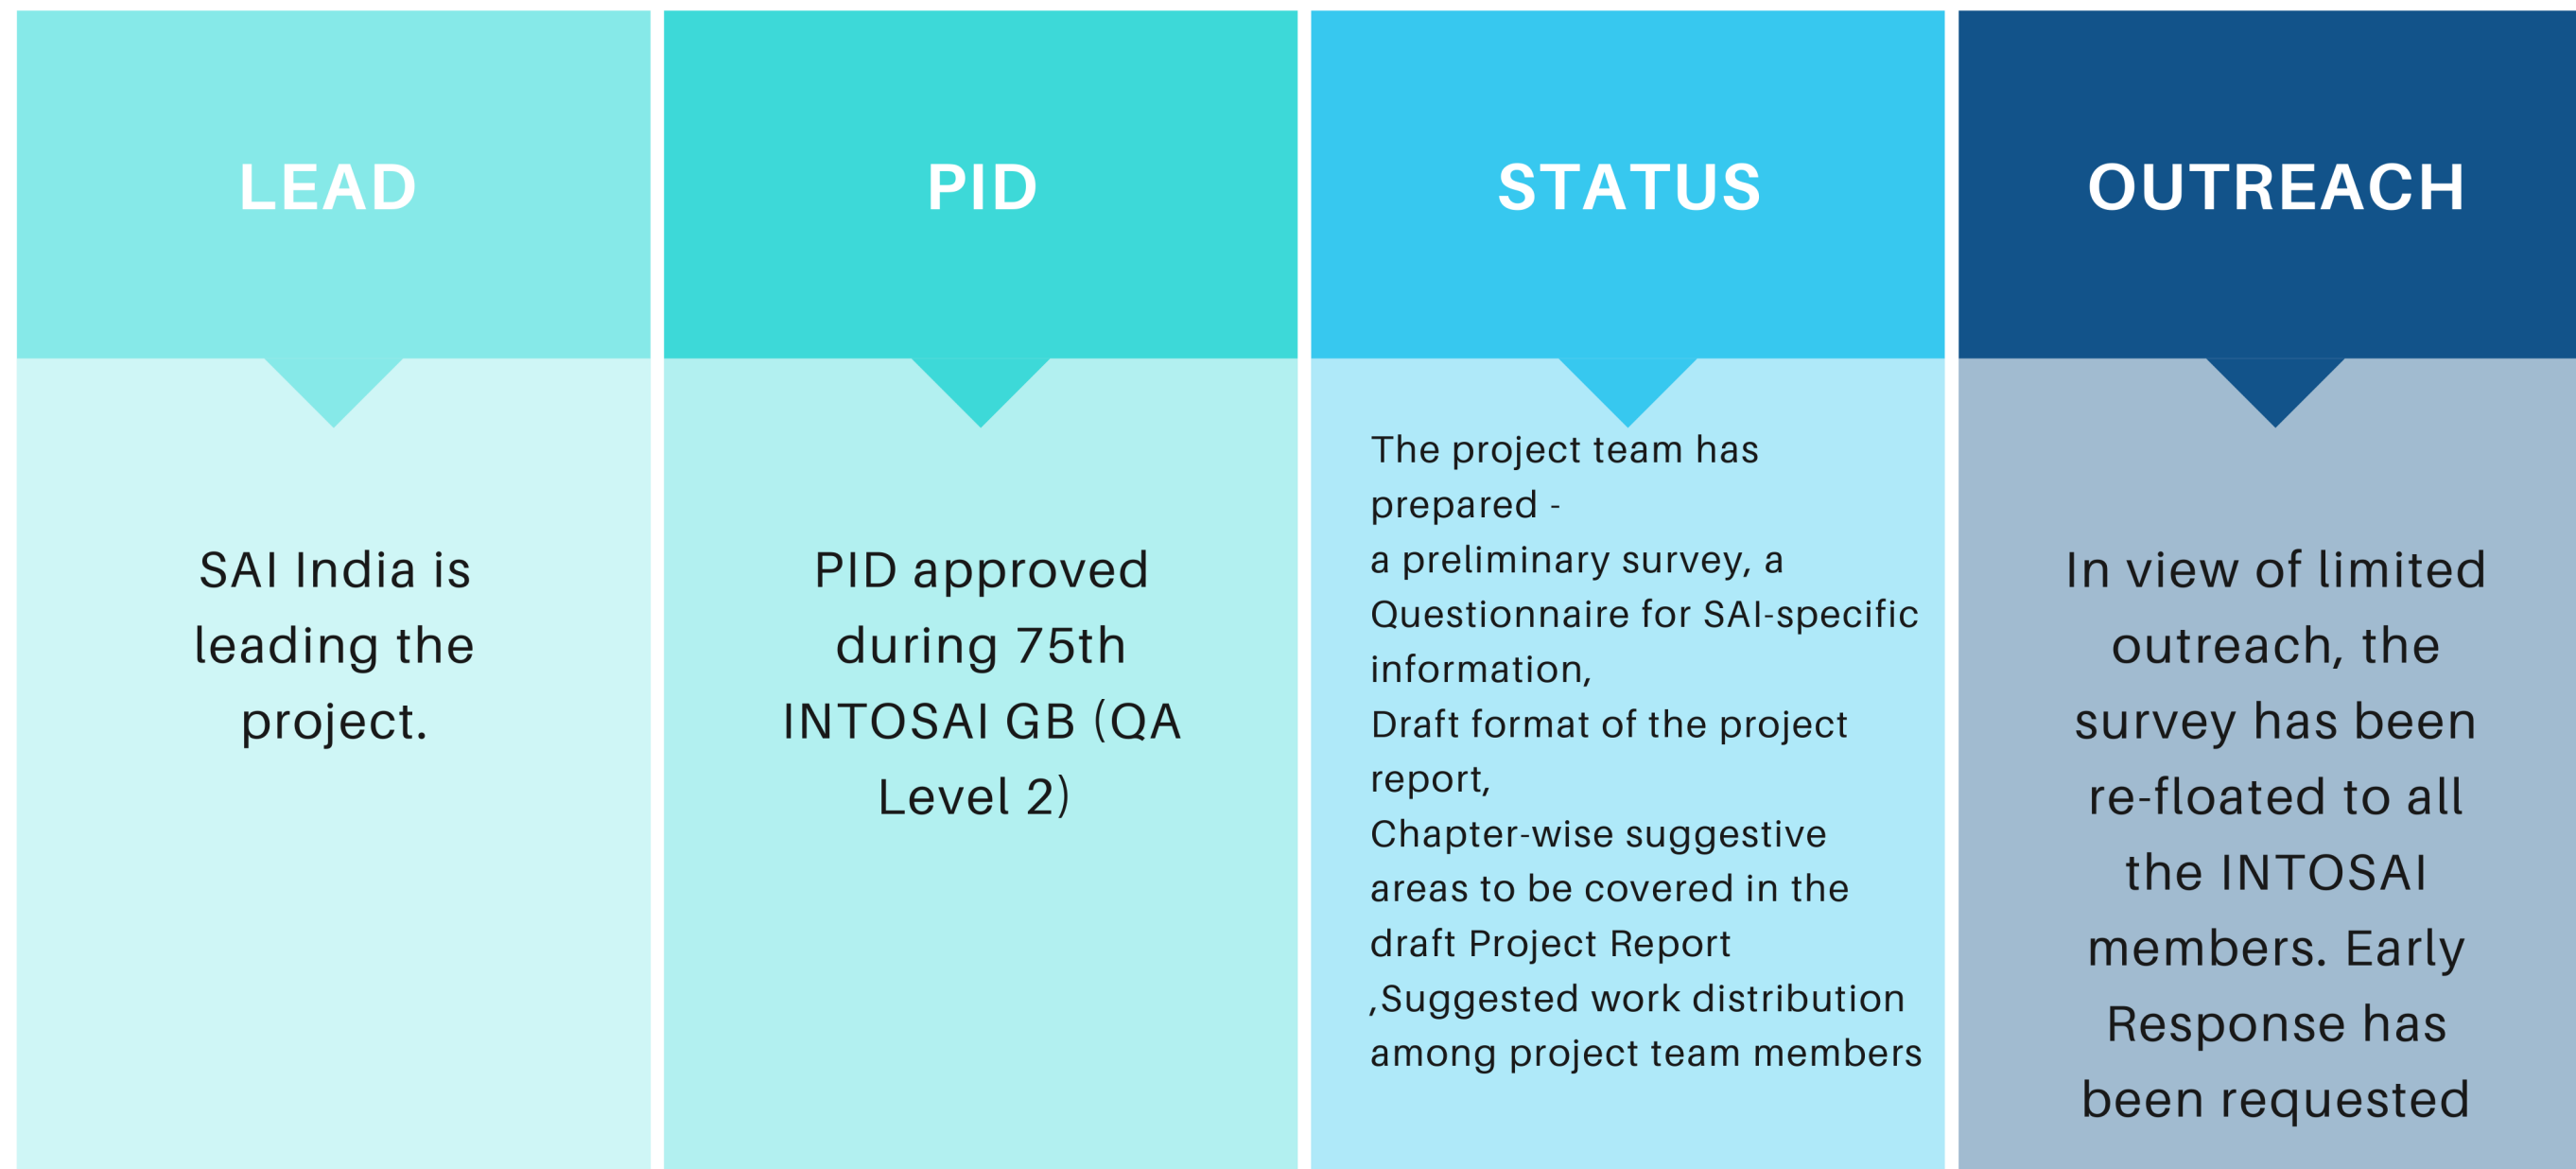 LEAD
SAI India is
leading the
project.
PID
PID approved
during 75th
INTOSAI GB (QA
Level 2)
STATUS
The project team has
prepared -
a preliminary survey, a
Questionnaire for SAI-specific
information,
Draft format of the project
report,
Chapter-wise suggestive
areas to be covered in the
draft Project Report
,Suggested work distribution
among project team members
OUTREACH
In view of limited
outreach, the
survey has been
re-floated to all
the INTOSAI
members. Early
Response has
been requested